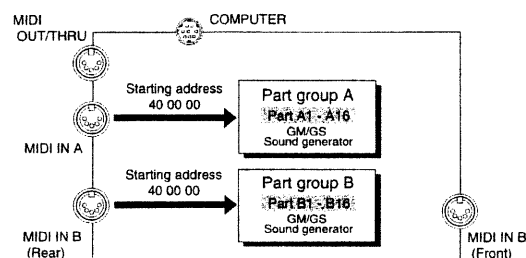 MIDI
OUT/THRU
COMPUTER
Starting address
40 00 00
Part group A
Part A1 - A16
GM/GS
Sound generator
MIDI IN A
Starting address
40 00 00
Part group B
Part B1 - B16
GM/GS
Sound generator
MIDI IN B
(Rear)
MIDI IN B
(Front)